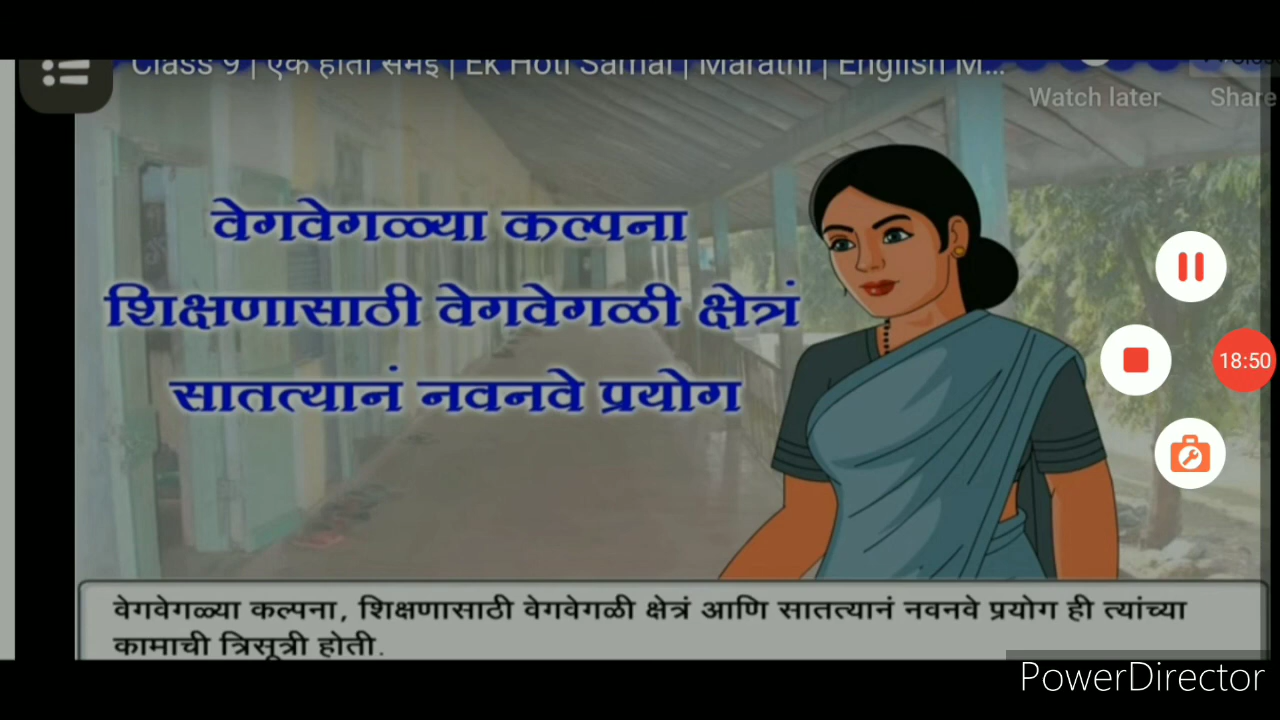 Class 9 | एक होती समई | Ek Hoti Samai | Marathi | English M...
Watch later
Share
वेगवेगळ्या कल्पना
शिक्षणासाठी वेगवेगळी क्षेत्रं
सातत्यानं नवनवे प्रयोग
18:50
वेगवेगळ्या कल्पना, शिक्षणासाठी वेगवेगळी क्षेत्रं आणि सातत्यानं नवनवे प्रयोग ही त्यांच्या
कामाची त्रिसूत्री होती.
PowerDirector